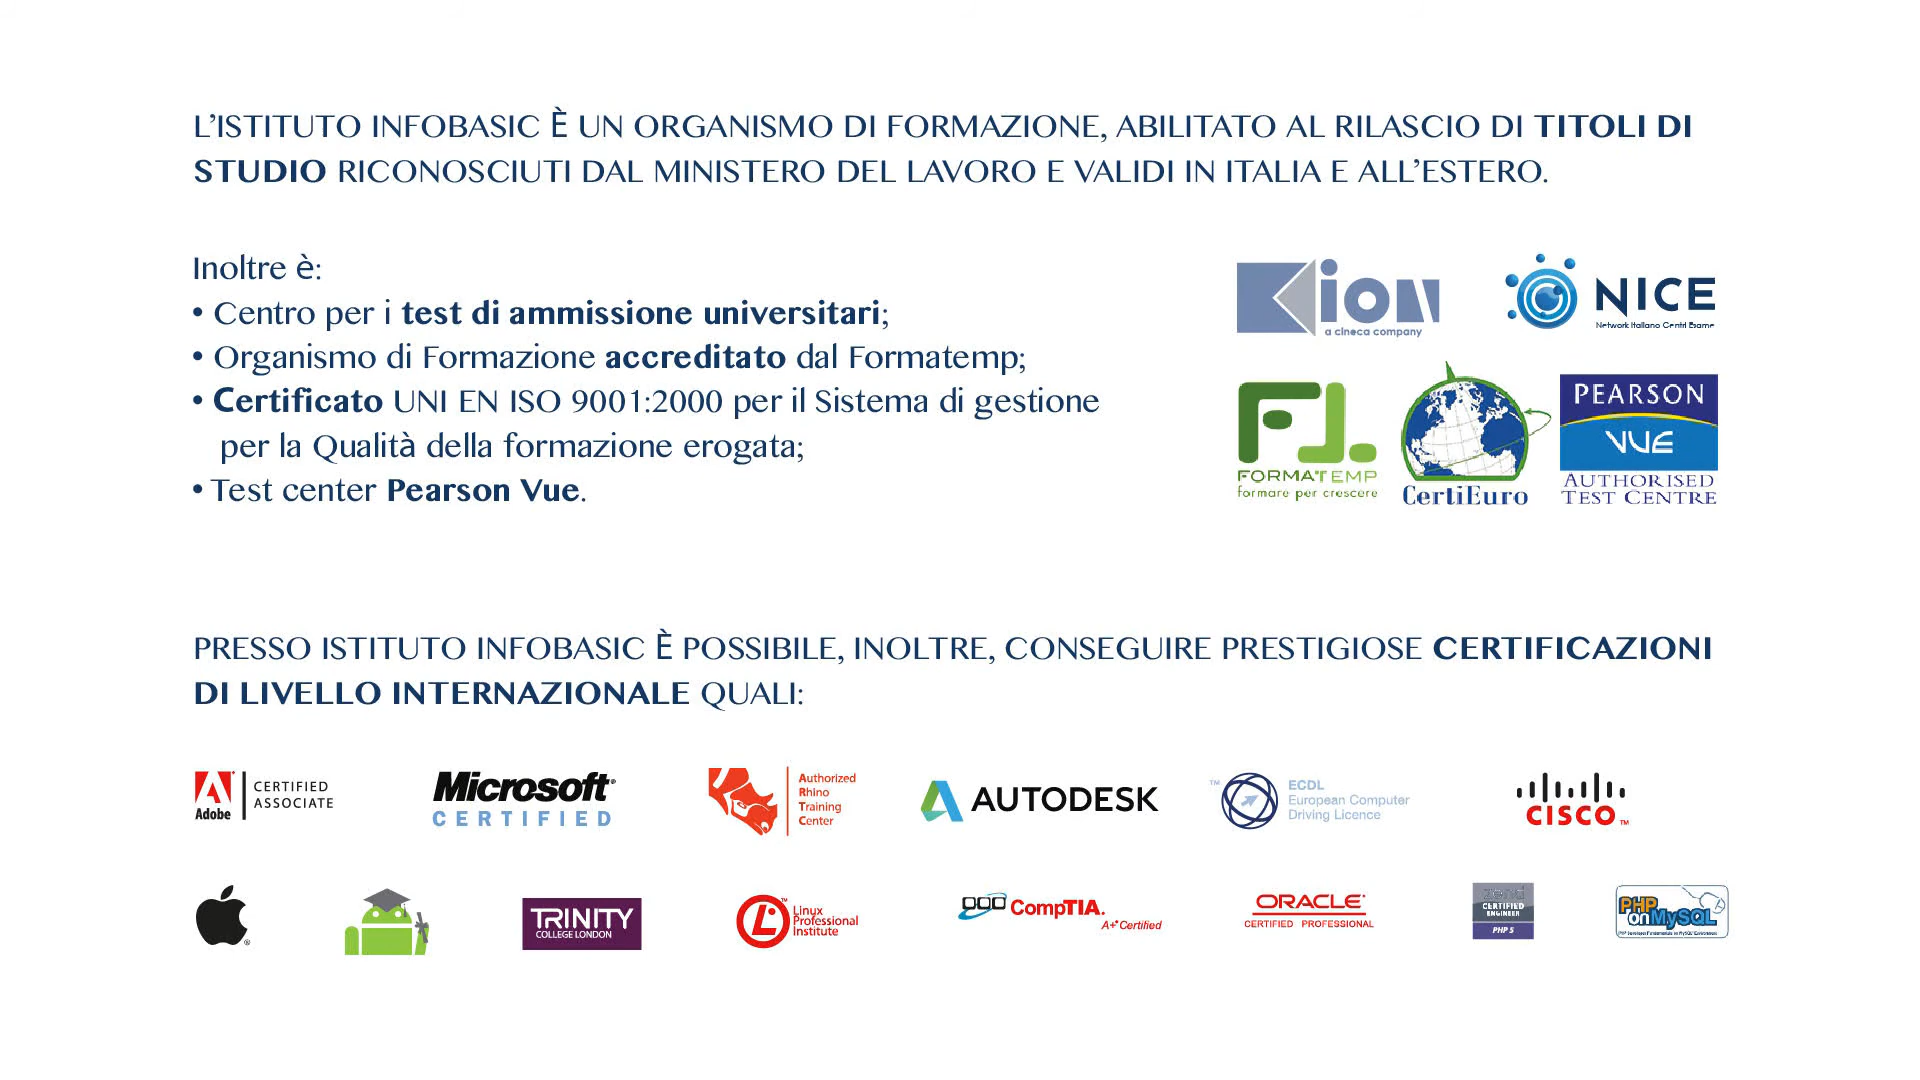 L'ISTITUTO INFOBASIC È UN ORGANISMO DI FORMAZIONE, ABILITATO AL RILASCIO DI TITOLI DI
STUDIO RICONOSCIUTI DAL MINISTERO DEL LAVORO E VALIDI IN ITALIA E ALL'ESTERO.
Inoltre è:
• Centro per i test di ammissione universitari;
• Organismo di Formazione accreditato dal Formatemp;
• Certificato UNI EN ISO 9001:2000 per il Sistema di gestione
per la Qualità della formazione erogata;
• Test center Pearson Vue.
Kion
a cineca company
NICE
Network Italiano Centri Esame
FORMATEMP
formare per crescere
CertiEuro
PEARSON
VUE
AUTHORISED
TEST CENTRE
PRESSO ISTITUTO INFOBASIC È POSSIBILE, INOLTRE, CONSEGUIRE PRESTIGIOSE CERTIFICAZIONI
DI LIVELLO INTERNAZIONALE QUALI:
Adobe
CERTIFIED
ASSOCIATE
Microsoft®
CERTIFIED
Authorized
Rhino
Training
Center
AUTODESK
™
ECDL
European Computer
Driving Licence
CISCO™
TRINITY
COLLEGE LONDON
Linux
Professional
Institute
CompTIA.
A+ Certified
ORACLE®
CERTIFIED PROFESSIONAL
zend
CERTIFIED
ENGINEER
PHP 5
PHP
onMySQL